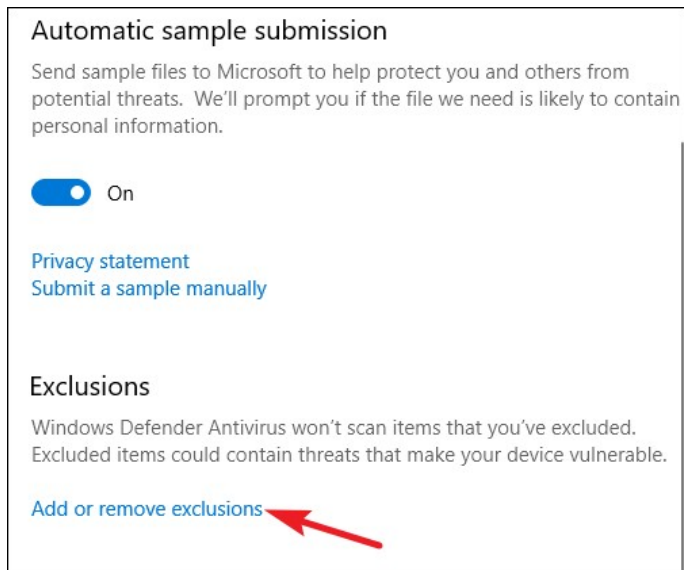 Automatic sample submission
Send sample files to Microsoft to help protect you and others from
potential threats.  We'll prompt you if the file we need is likely to contain
personal information.
On
Privacy statement
Submit a sample manually
Exclusions
Windows Defender Antivirus won't scan items that you've excluded.
Excluded items could contain threats that make your device vulnerable.
Add or remove exclusions